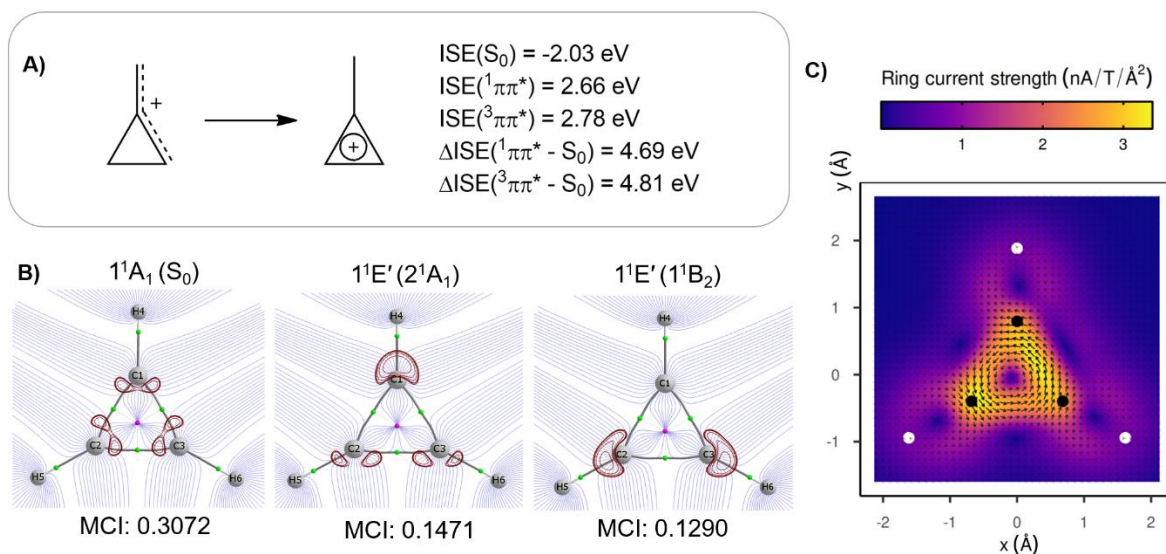 A)
+
+
ISE(S₀) = -2.03 eV
ISE(¹ππ*) = 2.66 eV
ISE(³ππ*) = 2.78 eV
ΔISE(¹ππ* - S₀) = 4.69 eV
ΔISE(³ππ* - S₀) = 4.81 eV
B)
1¹A₁ (S₀)
H4
C1
C2
C3
H5
H6
MCI: 0.3072
1¹E′ (2¹A₁)
H4
C1
C2
C3
H5
H6
MCI: 0.1471
1¹E′ (1¹B₂)
H4
C1
C2
C3
H5
H6
MCI: 0.1290
C)
Ring current strength (nA/T/Å²)
1 2 3
y (Å)
2
1
0
-1
-2 -1 0 1 2
x (Å)